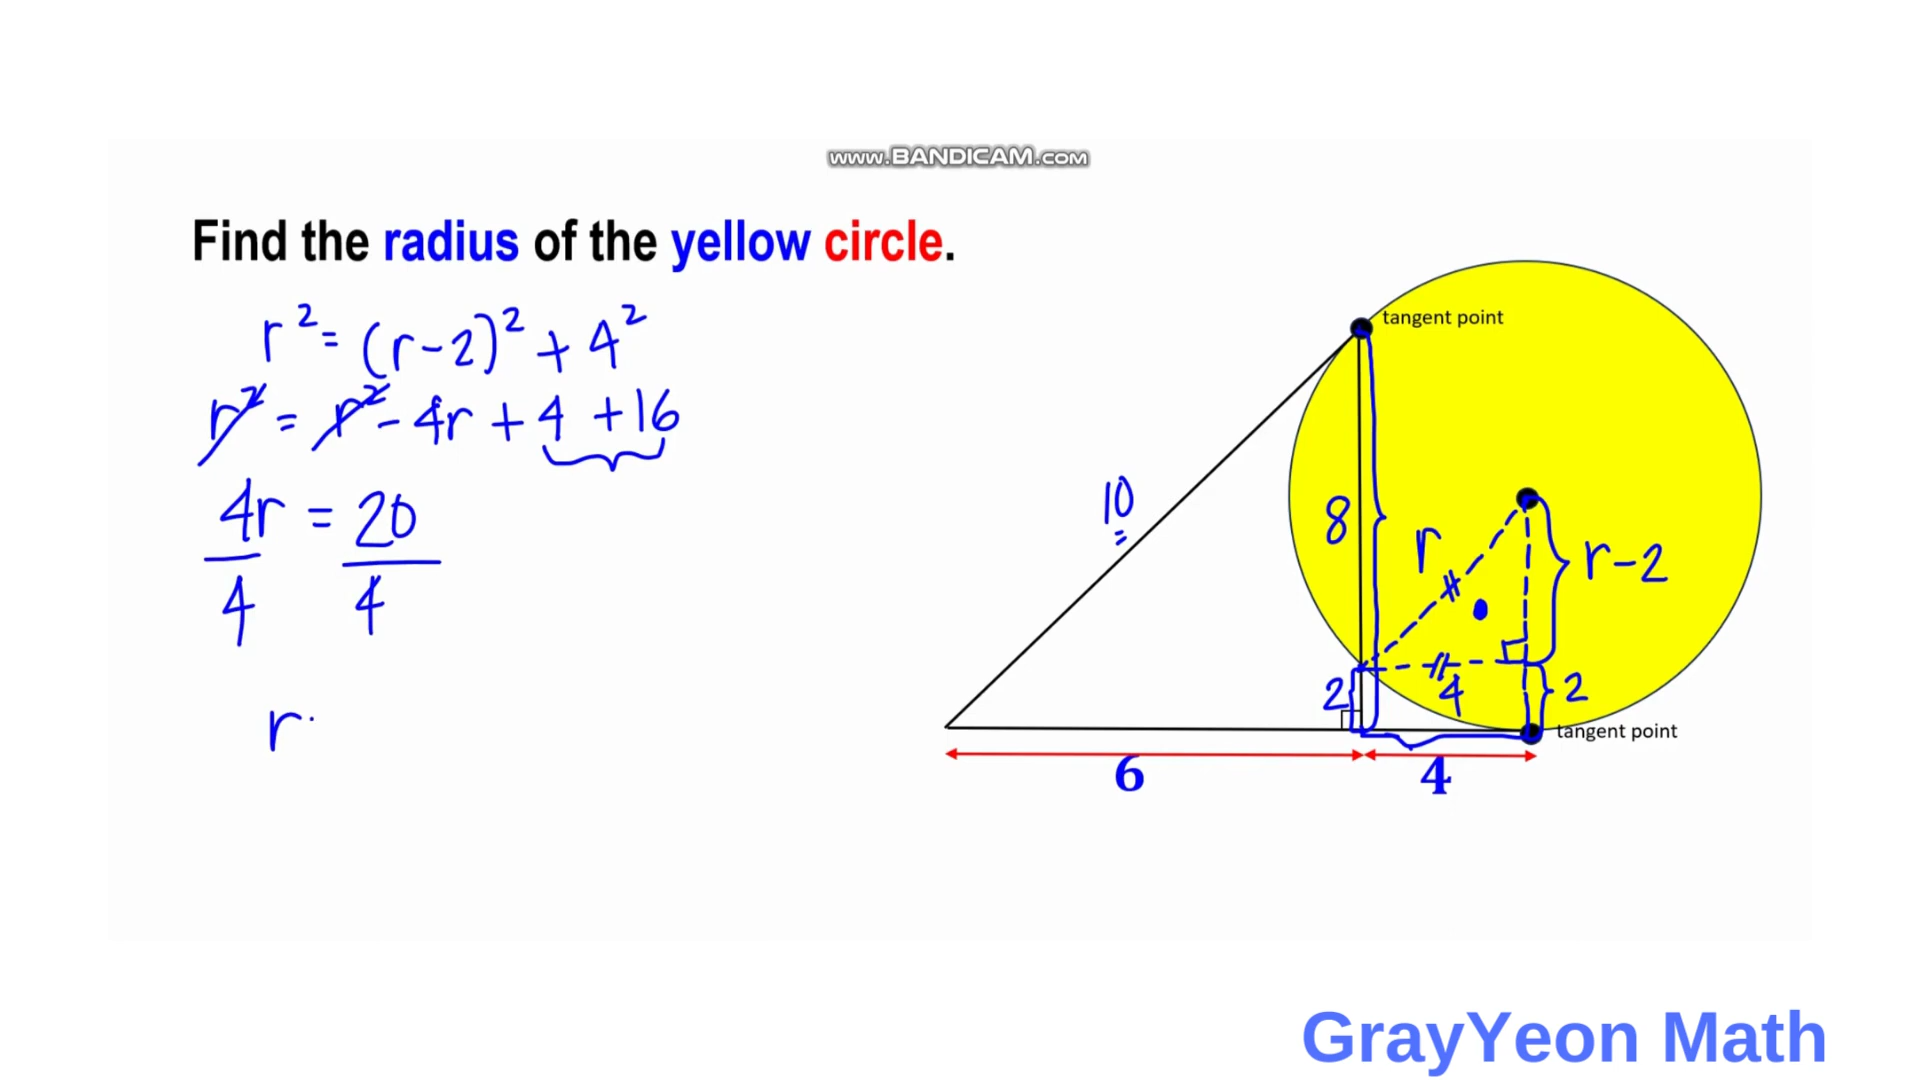 www.BANDICAM.com
Find the radius of the yellow circle.
r² = (r-2)² + 4²
r² = r² - 4r + 4 + 16
4r = 20
4 4
r
tangent point
10
=
8
r
r-2
2
4
2
tangent point
6
4
GrayYeon Math